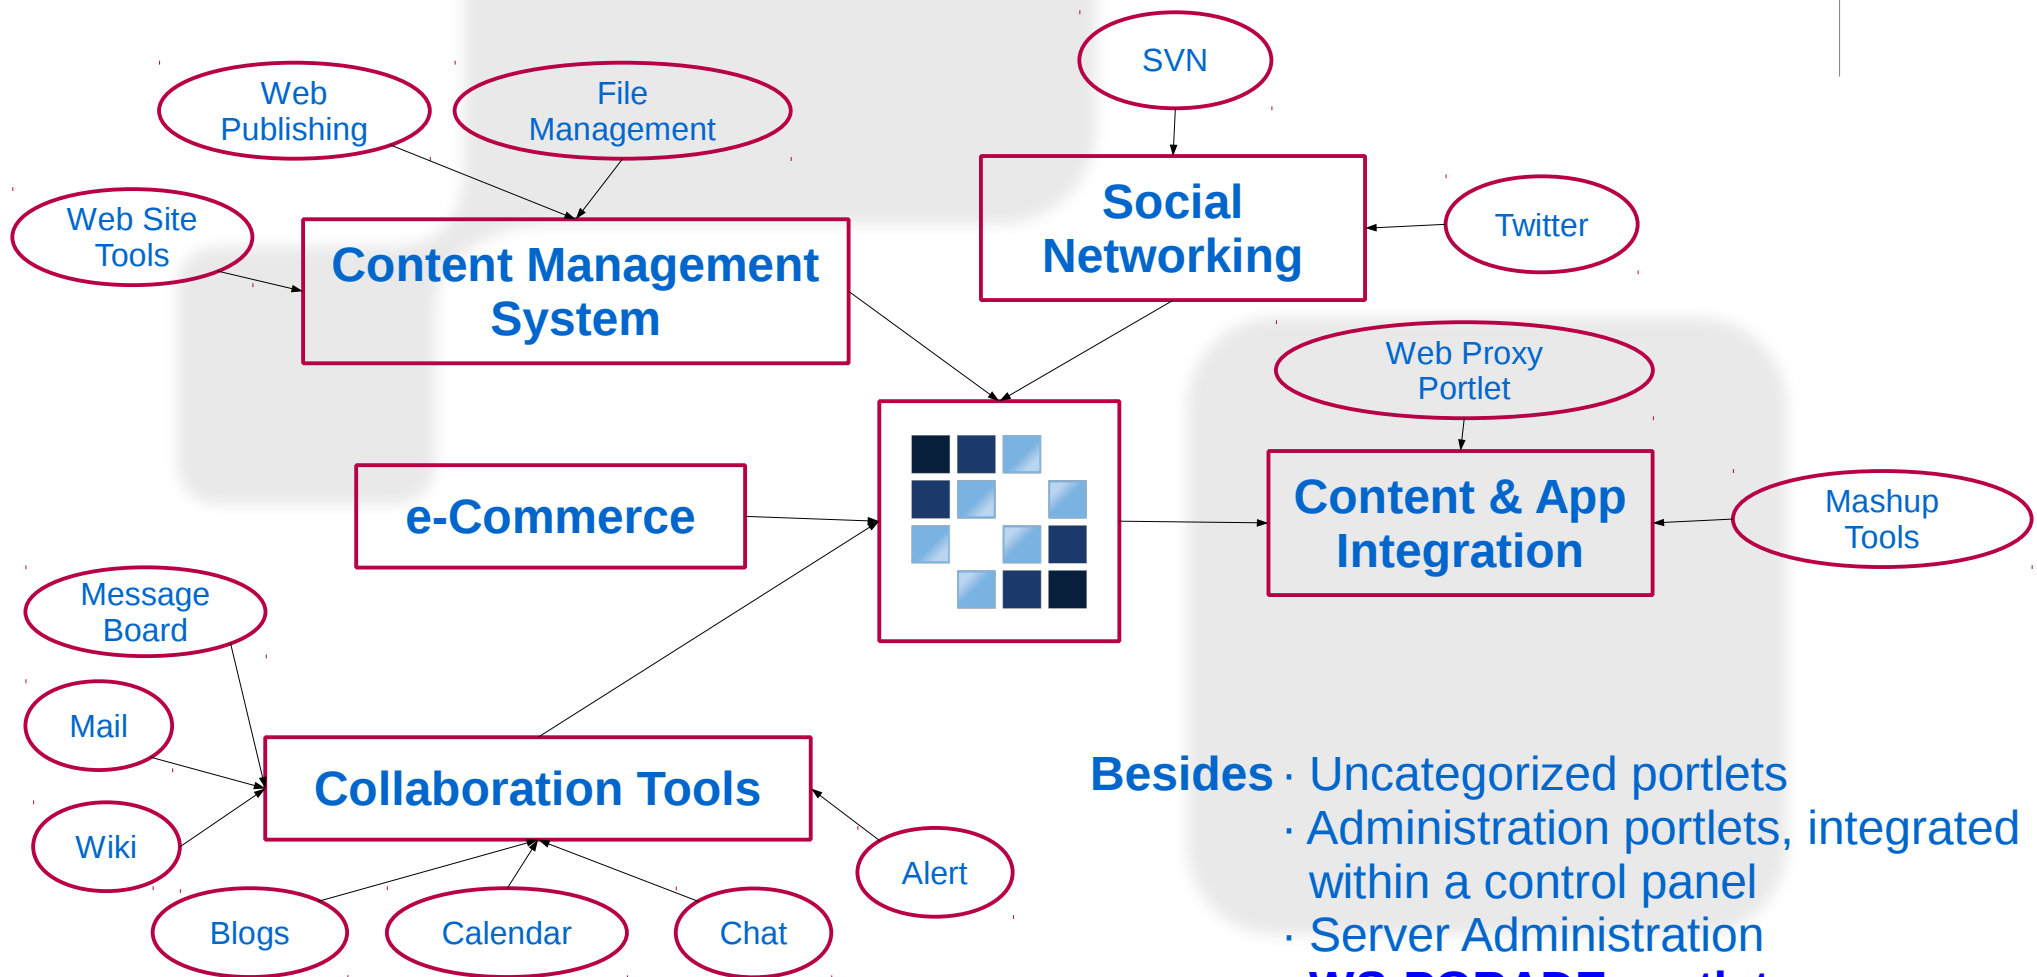 SVN
Web
Publishing
File
Management
Web Site
Tools
Content Management
System
Social
Networking
Twitter
Web Proxy
Portlet
e-Commerce
Content & App
Integration
Mashup
Tools
Message
Board
Mail
Wiki
Collaboration Tools
Blogs
Calendar
Chat
Alert
Besides · Uncategorized portlets
· Administration portlets, integrated
within a control panel
· Server Administration